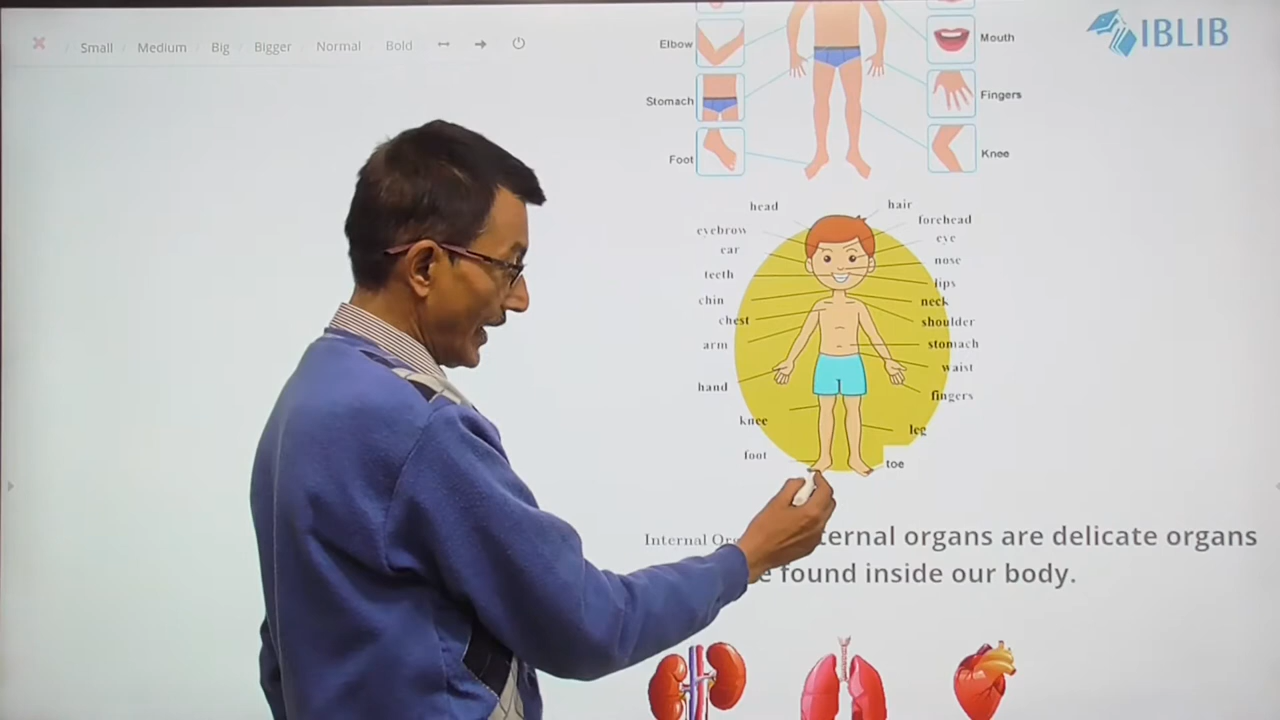 Small / Medium / Big / Bigger / Normal / Bold
IBLIB
Elbow
Mouth
Stomach
Fingers
Foot
Knee
head
hair
eyebrow
forehead
ear
eye
teeth
nose
lips
chin
neck
chest
shoulder
arm
stomach
waist
hand
fingers
knee
leg
foot
toe
Internal organs are delicate organs
found inside our body.